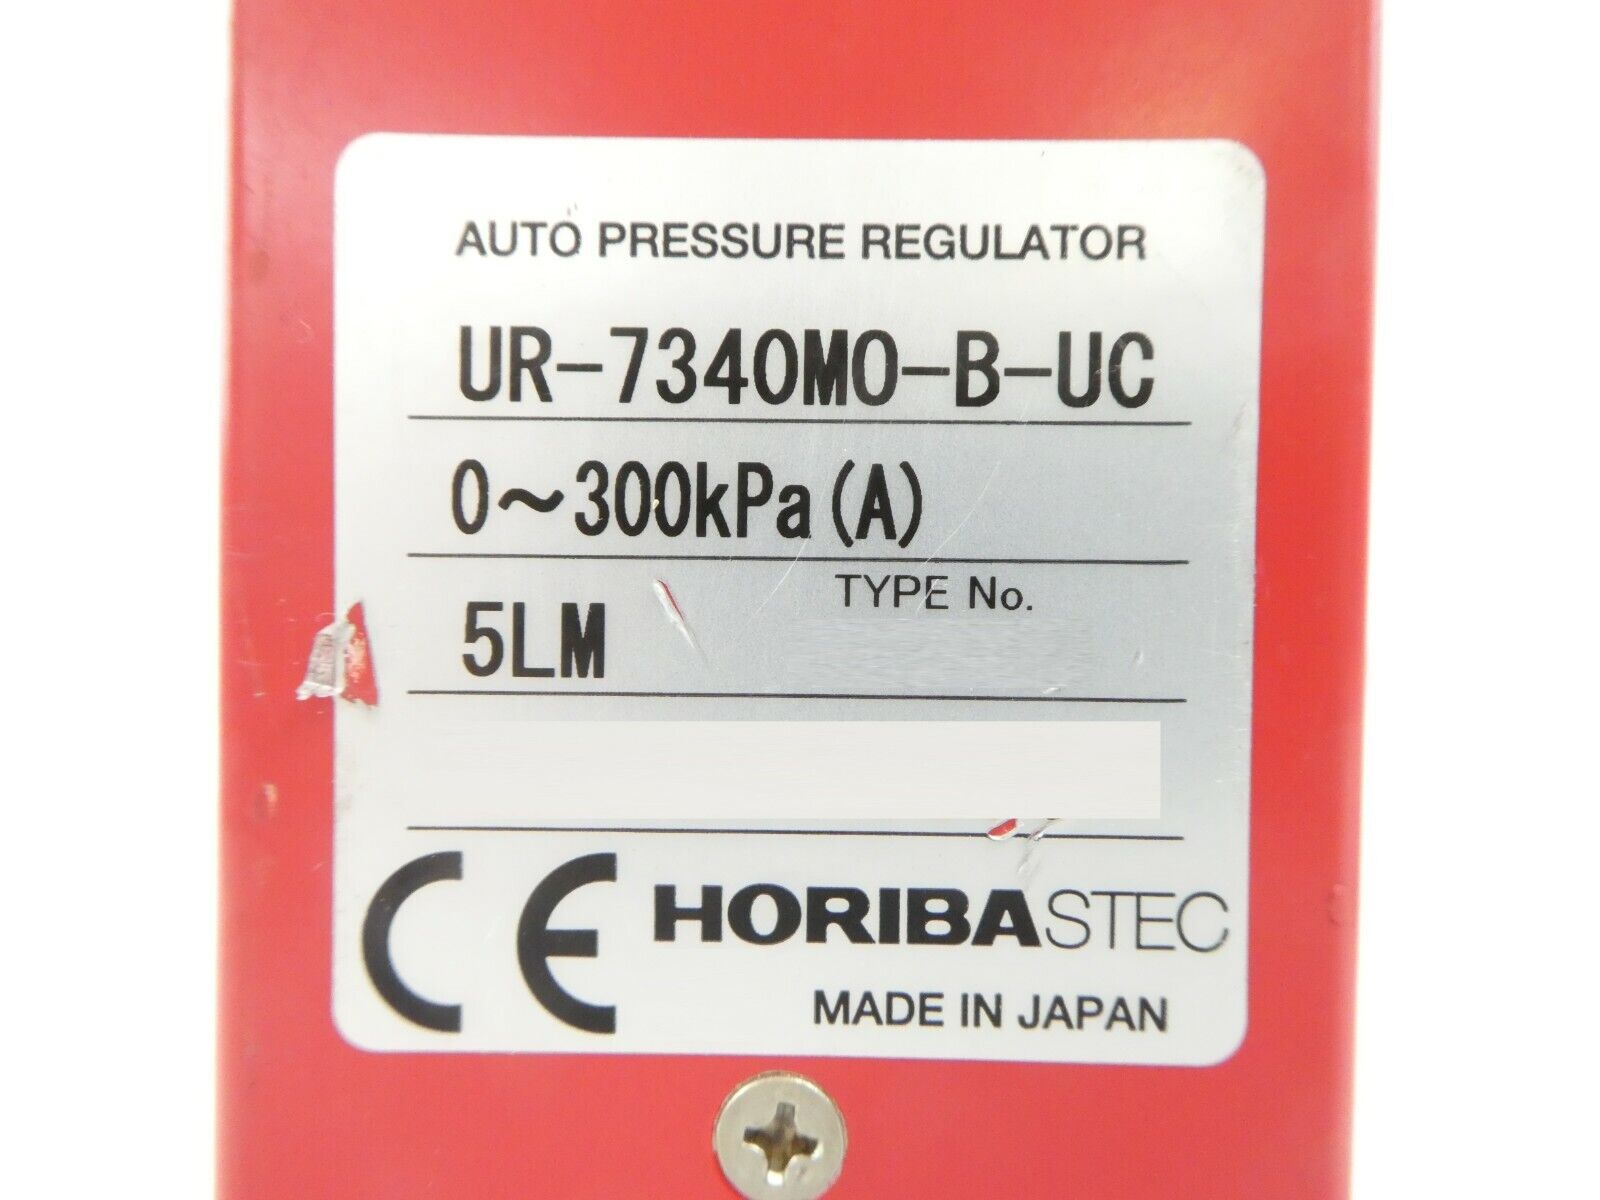 AUTO PRESSURE REGULATOR
UR-7340MO-B-UC
0~300kPa(A)
TYPE No.
5LM
CE HORIBASTEC
MADE IN JAPAN